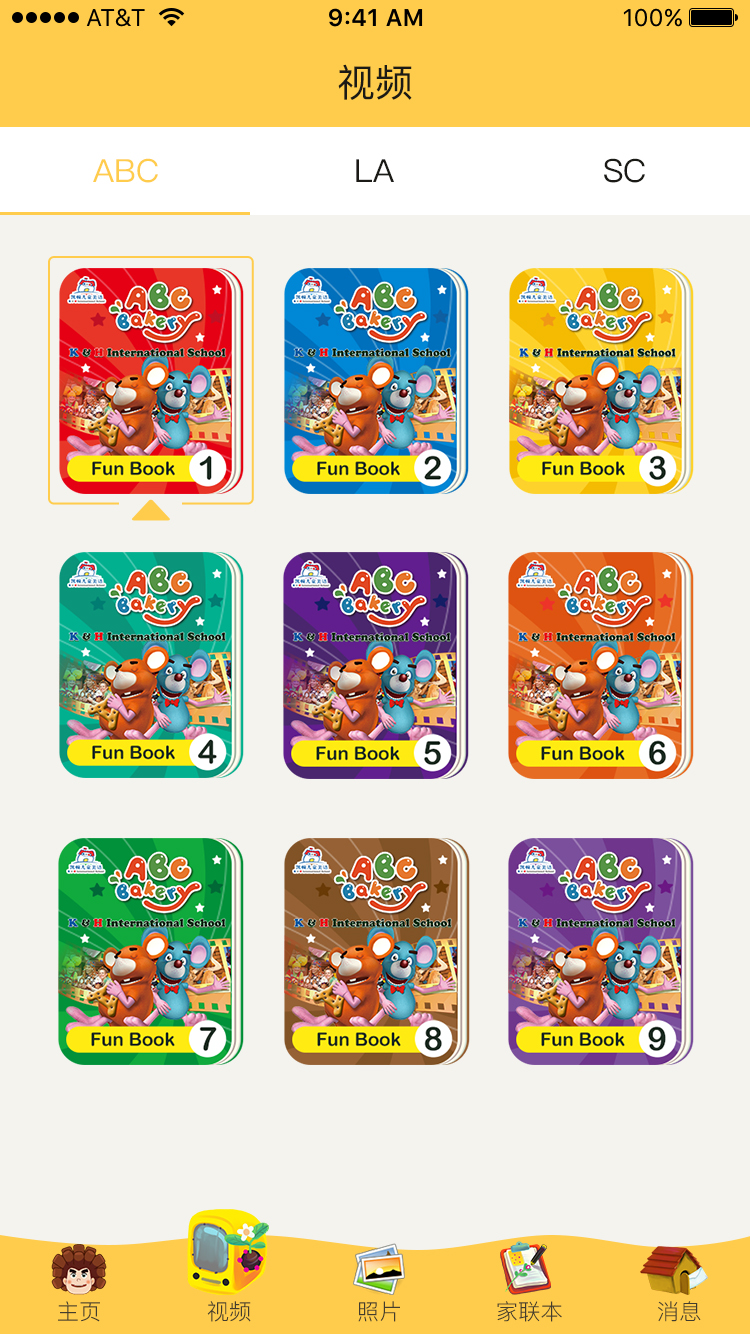 AT&T 9:41 AM 100%
视频
ABC LA SC
ABC
Bakery
K & H International School
Fun Book 1
ABC
Bakery
K & H International School
Fun Book 2
ABC
Bakery
K & H International School
Fun Book 3
ABC
Bakery
K & H International School
Fun Book 4
ABC
Bakery
K & H International School
Fun Book 5
ABC
Bakery
K & H International School
Fun Book 6
ABC
Bakery
K & H International School
Fun Book 7
ABC
Bakery
K & H International School
Fun Book 8
ABC
Bakery
K & H International School
Fun Book 9
主页 视频 照片 家联本 消息